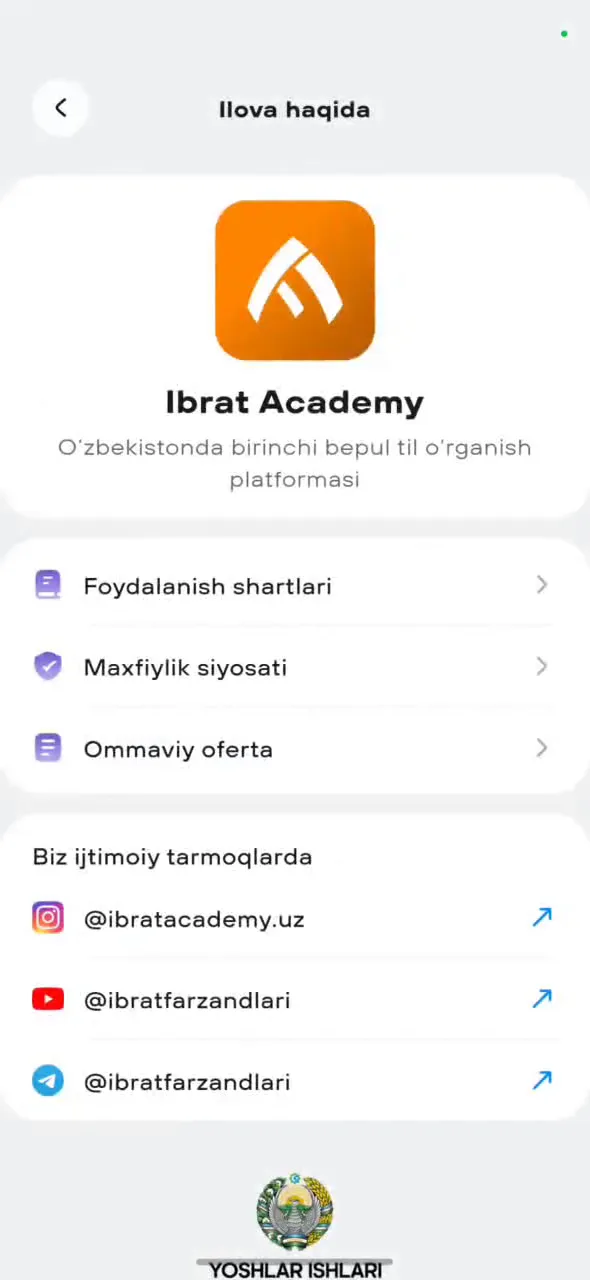 Ilova haqida
Ibrat Academy
O‘zbekistonda birinchi bepul til o‘rganish
platformasi
Foydalanish shartlari
Maxfiylik siyosati
Ommaviy oferta
Biz ijtimoiy tarmoqlarda
@ibratacademy.uz
@ibratfarzandlari
@ibratfarzandlari
YOSHLAR ISHLARI